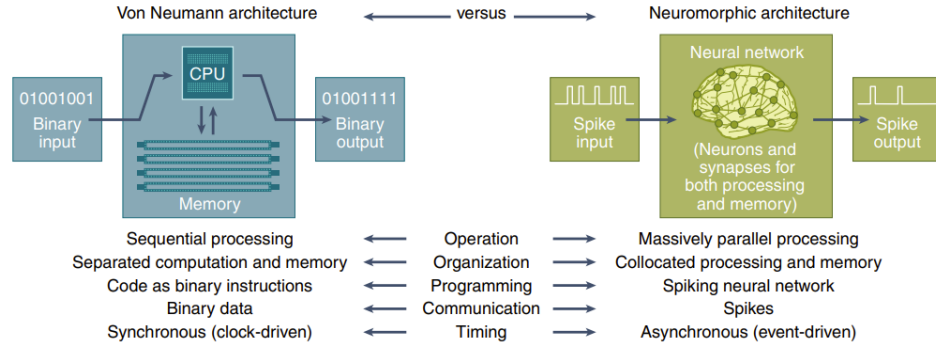 Von Neumann architecture versus Neuromorphic architecture
CPU
01001001
Binary
input
Memory
01001111
Binary
output
Spike
input
Neural network
(Neurons and
synapses for
both processing
and memory)
Spike
output
Sequential processing Operation Massively parallel processing
Separated computation and memory Organization Collocated processing and memory
Code as binary instructions Programming Spiking neural network
Binary data Communication Spikes
Synchronous (clock-driven) Timing Asynchronous (event-driven)